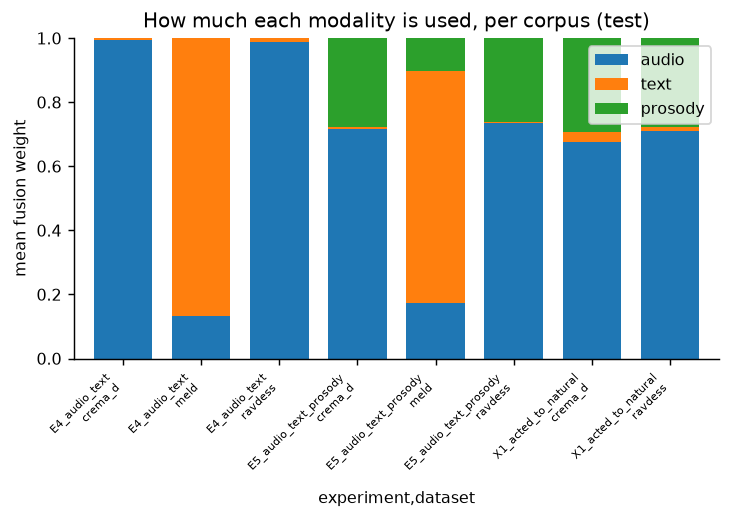 How much each modality is used, per corpus (test)
audio
text
prosody
mean fusion weight
1.0
0.8
0.6
0.4
0.2
0.0
E4_audio_text
crema_d
E4_audio_text
meld
E4_audio_text
ravdess
E5_audio_text_prosody
crema_d
E5_audio_text_prosody
meld
E5_audio_text_prosody
ravdess
X1_acted_to_natural
crema_d
X1_acted_to_natural
ravdess
experiment,dataset